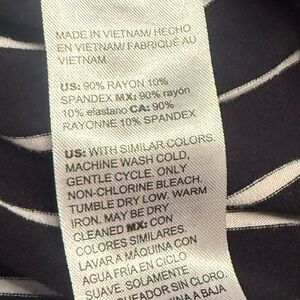 MADE IN VIETNAM/ HECHO
EN VIETNAM/ FABRIQUÉ AU
VIETNAM
US: 90% RAYON 10%
SPANDEX MX: 90% rayón
10% elastano CA: 90%
RAYONNE 10% SPANDEX
US: WITH SIMILAR COLORS.
MACHINE WASH COLD,
GENTLE CYCLE. ONLY
NON-CHLORINE BLEACH.
TUMBLE DRY LOW. WARM
IRON. MAY BE DRY
CLEANED MX: CON
COLORES SIMILARES.
LAVAR A MÁQUINA CON
AGUA FRÍA EN CICLO
SUAVE. SOLAMENTE
SIN CLORO.
A BAJA